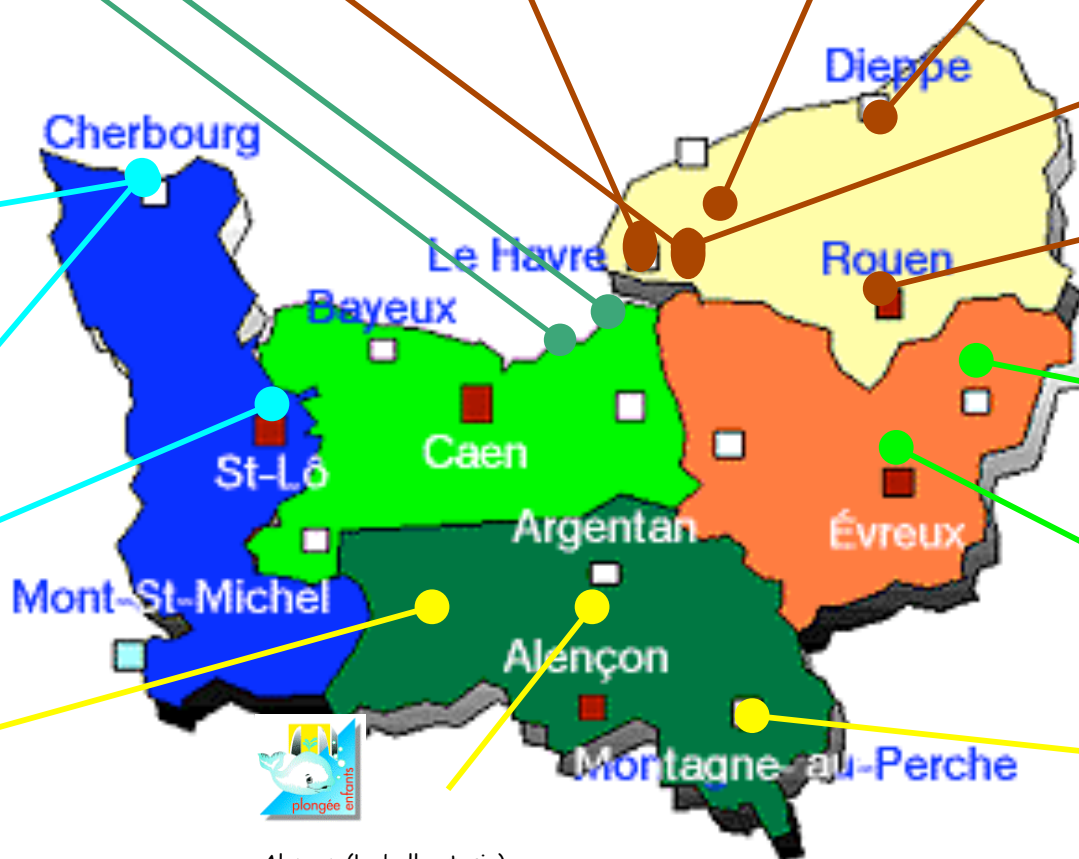 Dieppe
Cherbourg
Le Havre
Rouen
Bayeux
Caen
St-Lô
Argentan
Évreux
Mont-St-Michel
Alençon
Montagne-au-Perche
plongée
enfants